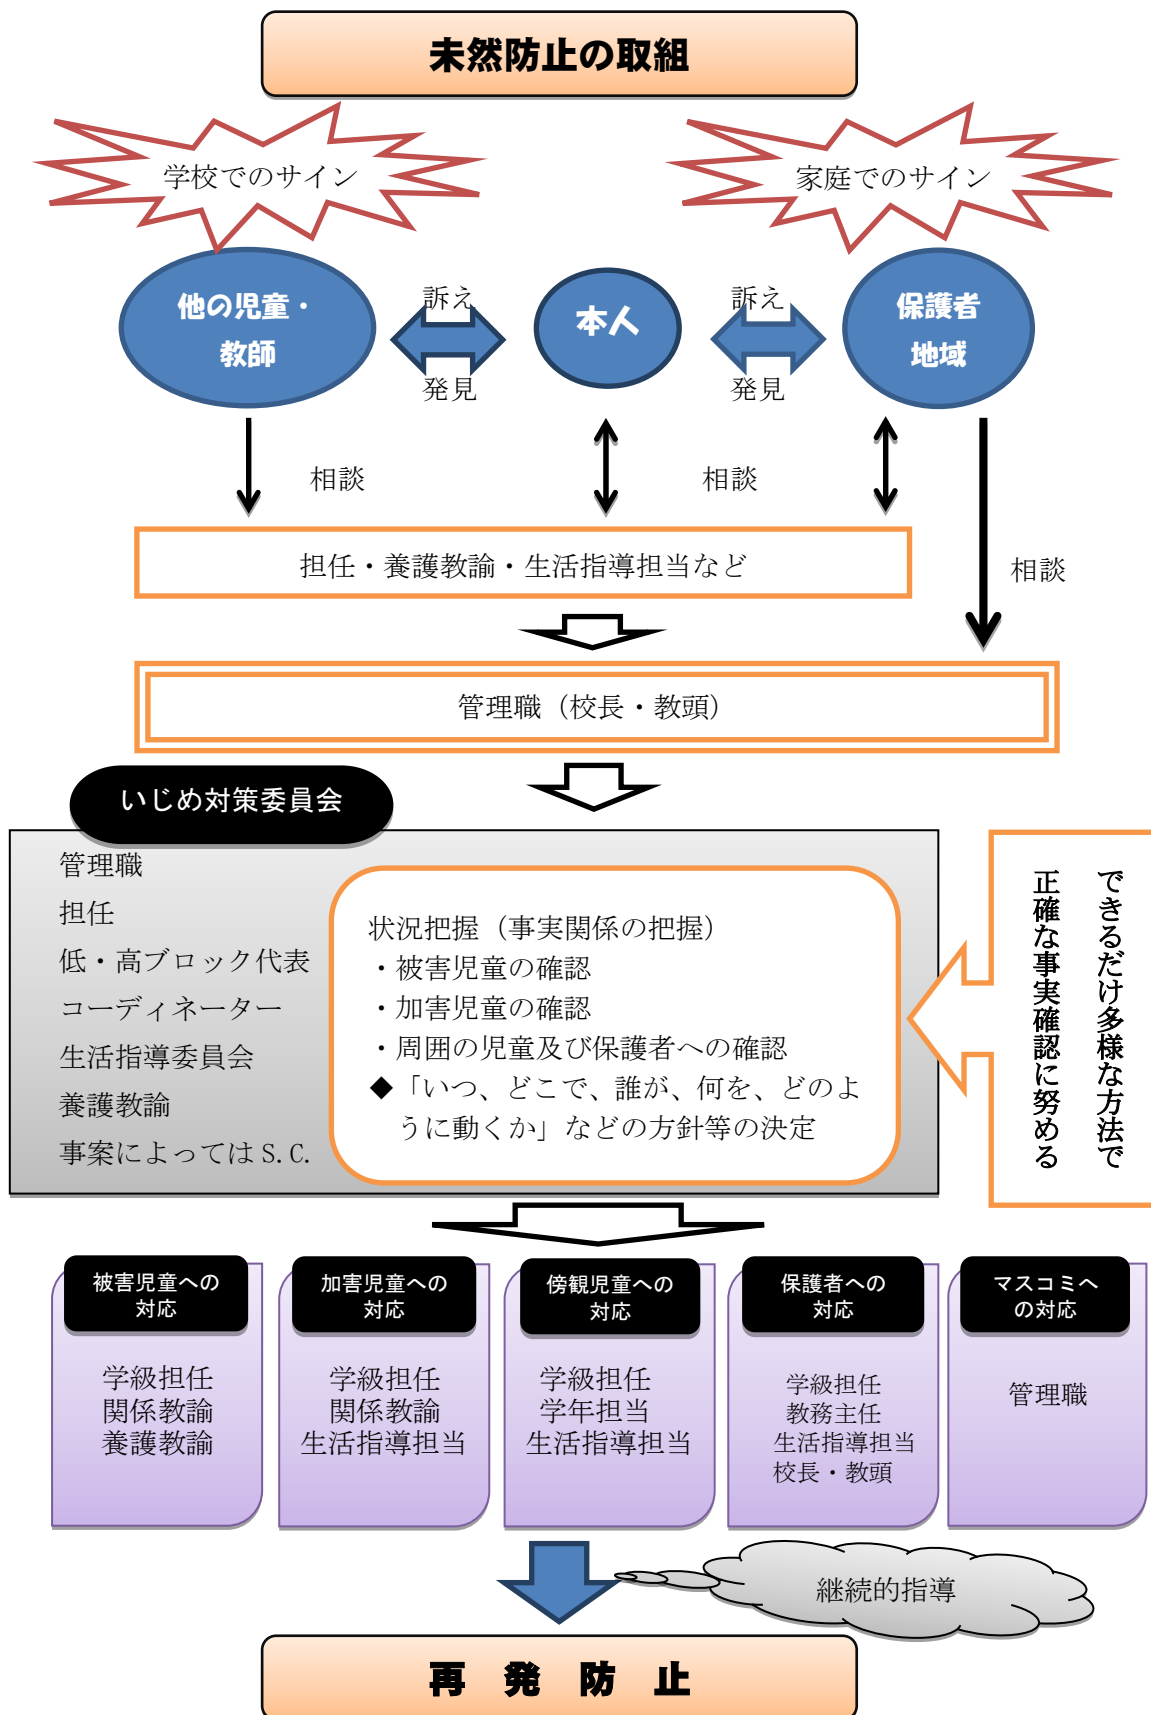 未然防止の取組
学校でのサイン
家庭でのサイン
他の児童・
教師
訴え
発見
本人
訴え
発見
保護者
地域
相談
相談
相談
担任・養護教諭・生活指導担当など
管理職（校長・教頭）
いじめ対策委員会
管理職
担任
低・高ブロック代表
コーディネーター
生活指導委員会
養護教諭
事案によってはS.C.
状況把握（事実関係の把握）
・被害児童の確認
・加害児童の確認
・周囲の児童及び保護者への確認
◆「いつ、どこで、誰が、何を、どのよ
うに動くか」などの方針等の決定
できるだけ多様な方法で
正確な事実確認に努める
被害児童への
対応
学級担任
関係教諭
養護教諭
加害児童への
対応
学級担任
関係教諭
生活指導担当
傍観児童への
対応
学級担任
学年担当
生活指導担当
保護者への
対応
学級担任
教務主任
生活指導担当
校長・教頭
マスコミへ
の対応
管理職
継続的指導
再　発　防　止